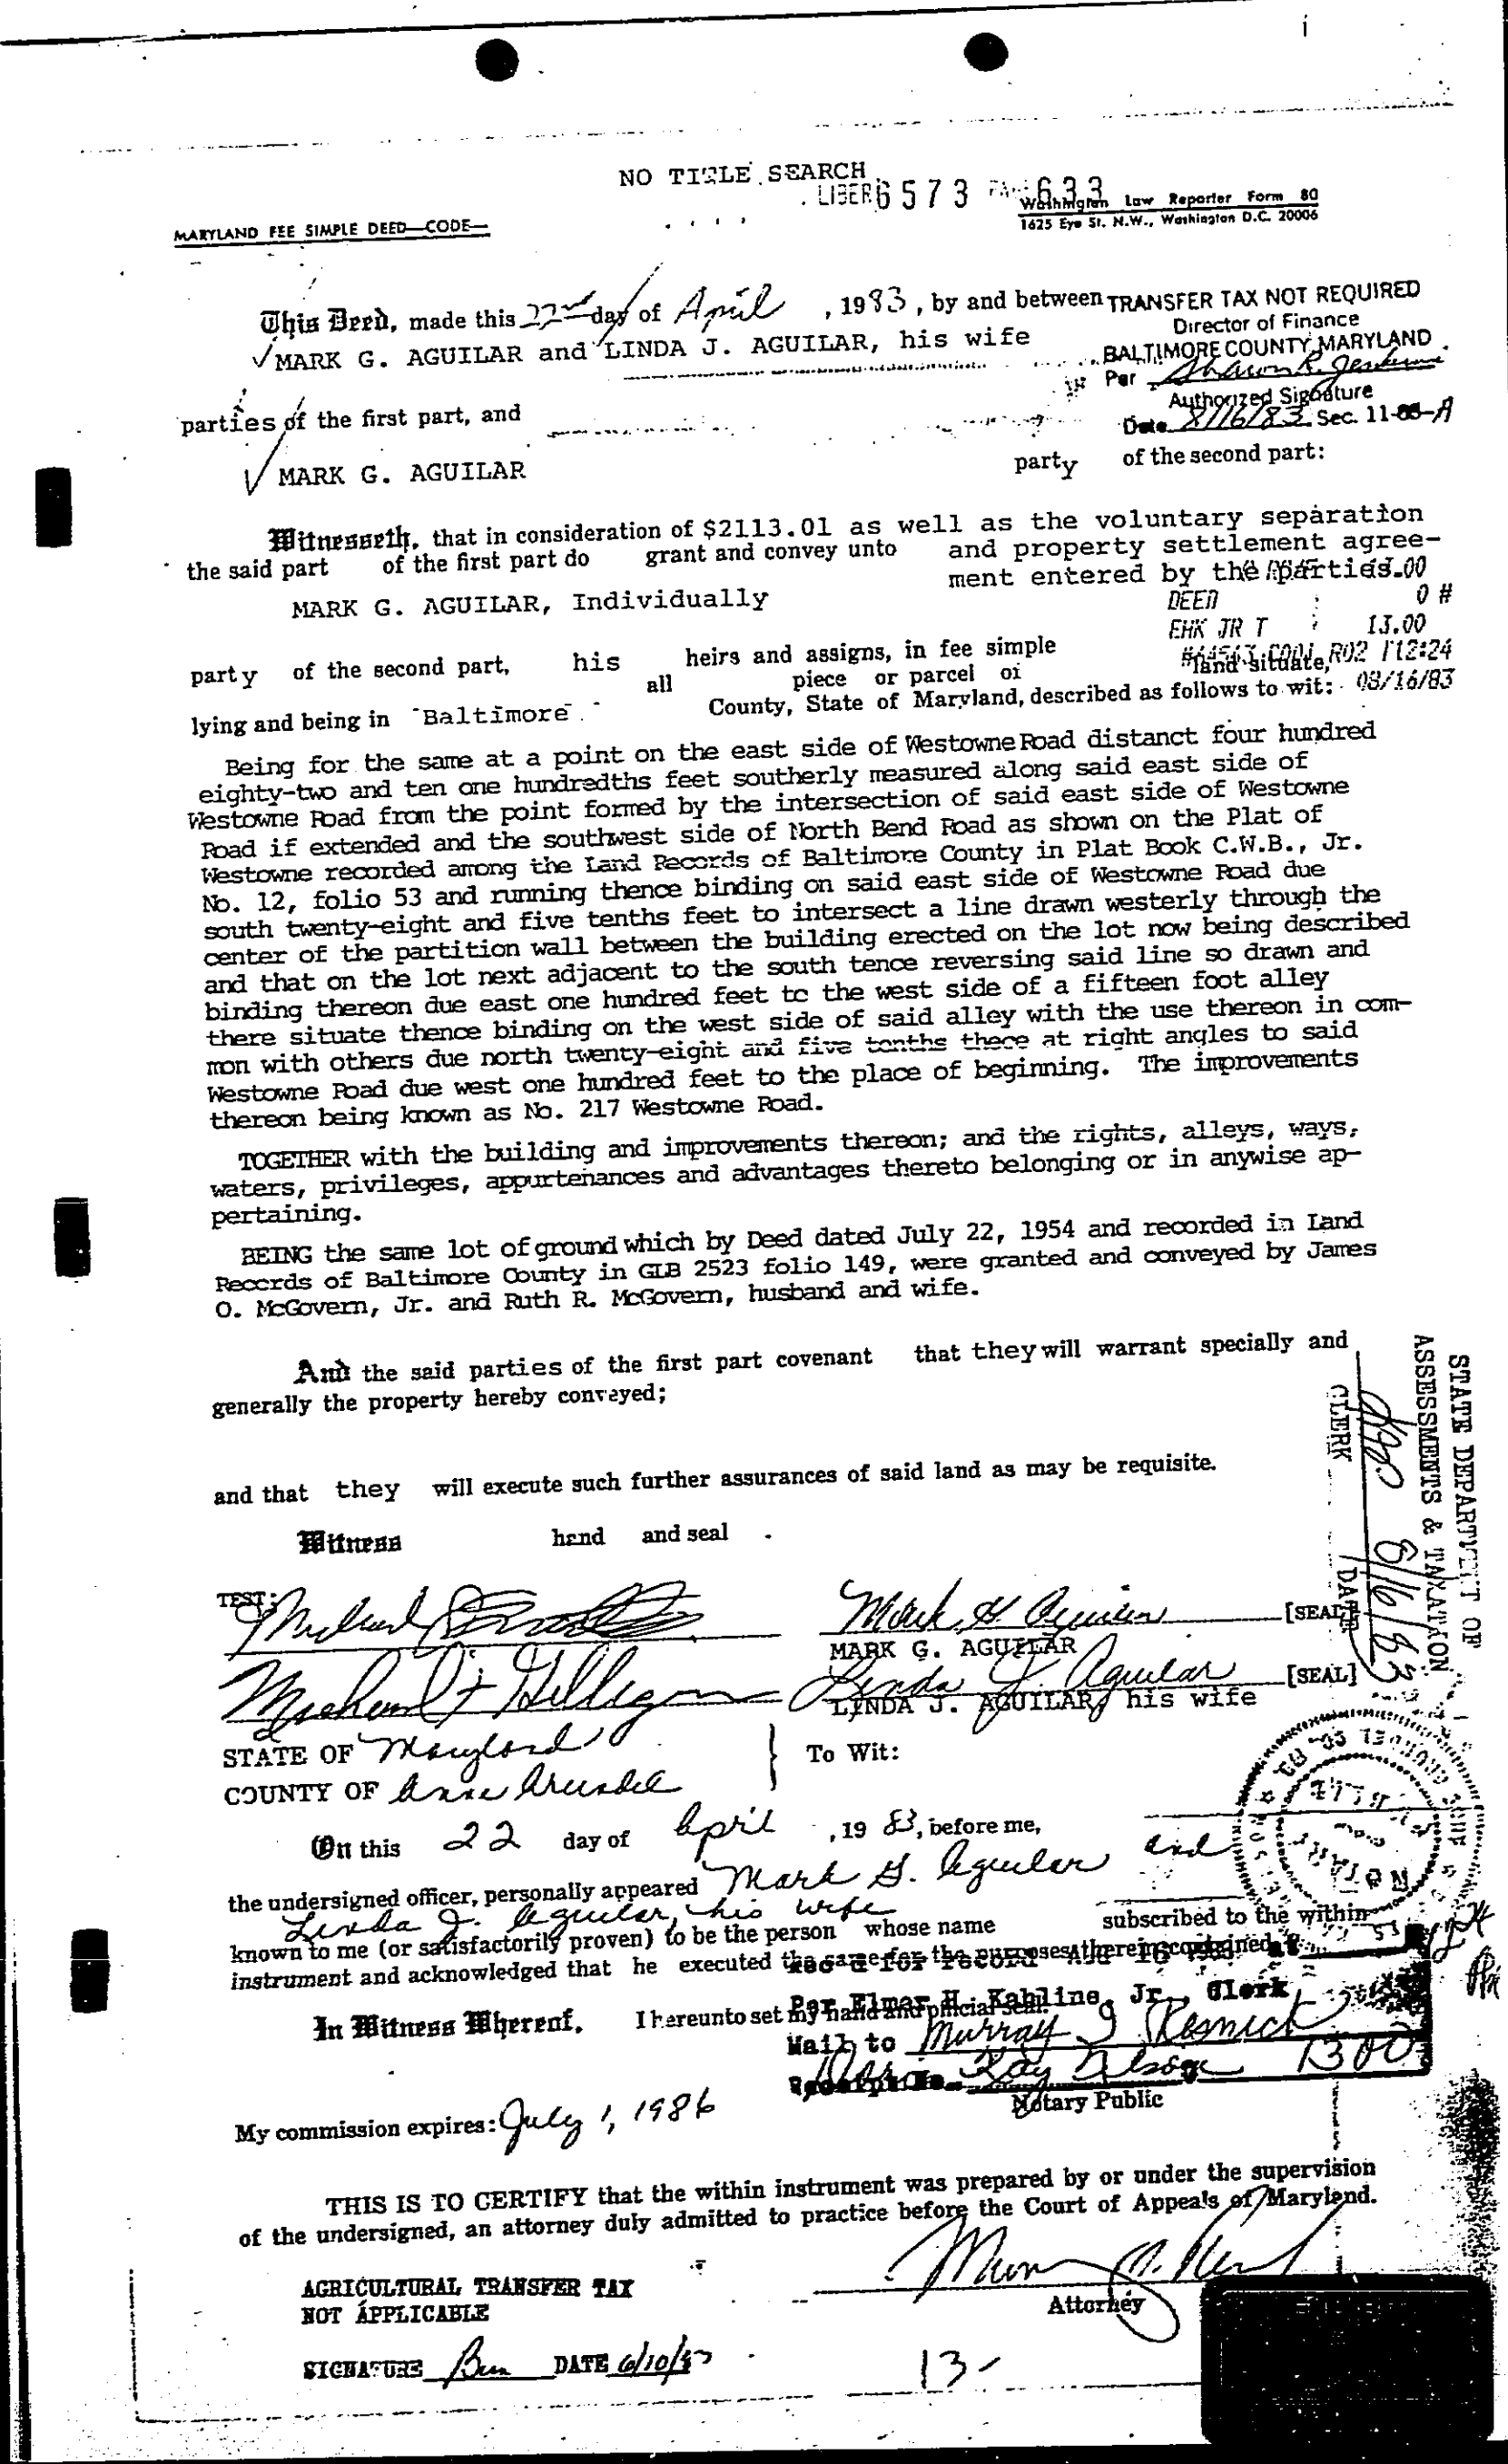 NO TITLE SEARCH
LIBER 6573 PAGE 633
MARYLAND FEE SIMPLE DEED—CODE—
Washington Law Reporter Form 80
1625 Eye St. N.W., Washington D.C. 20006
This Deed, made this 22nd day of April, 1983, by and between
TRANSFER TAX NOT REQUIRED
Director of Finance
MARK G. AGUILAR and LINDA J. AGUILAR, his wife
BALTIMORE COUNTY, MARYLAND
Per
Authorized Signature
parties of the first part, and
Date 8/16/83 Sec. 11-85-A
MARK G. AGUILAR party of the second part:
Witnesseth, that in consideration of $2113.01 as well as the voluntary separation
the said part of the first part do grant and convey unto and property settlement agree-
ment entered by the parties.
MARK G. AGUILAR, Individually
DEED 0 #
EHK JR T 13.00
party of the second part, his heirs and assigns, in fee simple
C001 R02 T12:24
all piece or parcel of land situate,
08/16/83
lying and being in Baltimore County, State of Maryland, described as follows to wit:
Being for the same at a point on the east side of Westowne Road distanct four hundred
eighty-two and ten one hundredths feet southerly measured along said east side of
Westowne Road from the point formed by the intersection of said east side of Westowne
Road if extended and the southwest side of North Bend Road as shown on the Plat of
Westowne recorded among the Land Records of Baltimore County in Plat Book C.W.B., Jr.
No. 12, folio 53 and running thence binding on said east side of Westowne Road due
south twenty-eight and five tenths feet to intersect a line drawn westerly through the
center of the partition wall between the building erected on the lot now being described
and that on the lot next adjacent to the south tence reversing said line so drawn and
binding thereon due east one hundred feet to the west side of a fifteen foot alley
there situate thence binding on the west side of said alley with the use thereon in com-
mon with others due north twenty-eight and five tenths thece at right angles to said
Westowne Road due west one hundred feet to the place of beginning. The improvements
thereon being known as No. 217 Westowne Road.
TOGETHER with the building and improvements thereon; and the rights, alleys, ways,
waters, privileges, appurtenances and advantages thereto belonging or in anywise ap-
pertaining.
BEING the same lot of ground which by Deed dated July 22, 1954 and recorded in Land
Records of Baltimore County in GLB 2523 folio 149, were granted and conveyed by James
O. McGovern, Jr. and Ruth R. McGovern, husband and wife.
And the said parties of the first part covenant that they will warrant specially and
generally the property hereby conveyed;
and that they will execute such further assurances of said land as may be requisite.
STATE DEPARTMENT OF
ASSESSMENTS & TAXATION
CLERK DATE
Witness hand and seal .
TEST:
Mark G. Aguilar [SEAL]
MARK G. AGUILAR
Linda J. Aguilar [SEAL]
LINDA J. AGUILAR, his wife
STATE OF Maryland
To Wit:
COUNTY OF Anne Arundel
On this 22 day of April, 19 83, before me,
the undersigned officer, personally appeared Mark G. Aguilar and
Linda J. Aguilar, his wife
known to me (or satisfactorily proven) to be the person whose name subscribed to the within
instrument and acknowledged that he executed the same for the purposes therein contained.
Rec'd for record AUG 16 1983 at
Per Elmer H. Kahline, Jr., Clerk
In Witness Whereof, I hereunto set my hand and official seal.
Mail to Murray J Resnick
Receipt No. 1300
Notary Public
My commission expires: July 1, 1986
THIS IS TO CERTIFY that the within instrument was prepared by or under the supervision
of the undersigned, an attorney duly admitted to practice before the Court of Appeals of Maryland.
Attorney
AGRICULTURAL TRANSFER TAX
NOT APPLICABLE
SIGNATURE DATE 6/10/83
13-